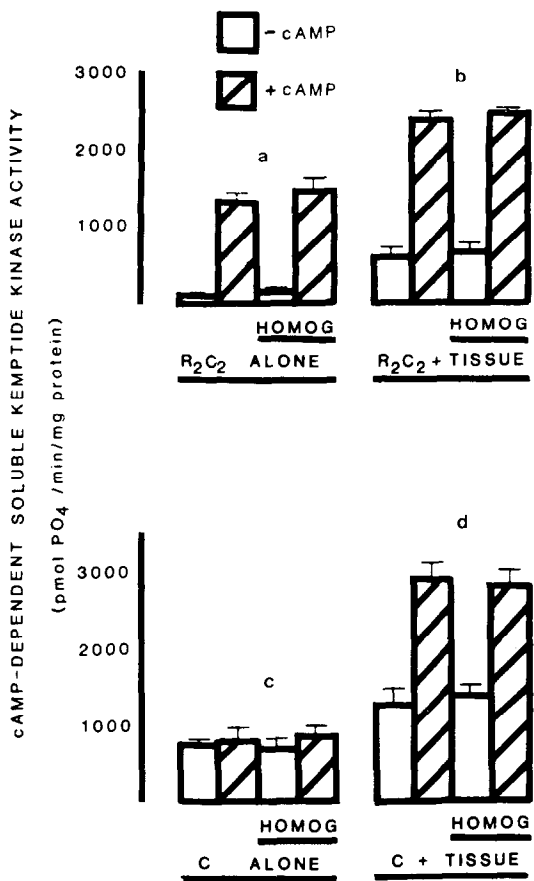 - cAMP
+ cAMP
cAMP-DEPENDENT SOLUBLE KEMPTIDE KINASE ACTIVITY
(pmol PO4 /min/mg protein)
3000
2000
1000
a
HOMOG
R2C2 ALONE
b
HOMOG
R2C2 + TISSUE
3000
2000
1000
c
HOMOG
C ALONE
d
HOMOG
C + TISSUE